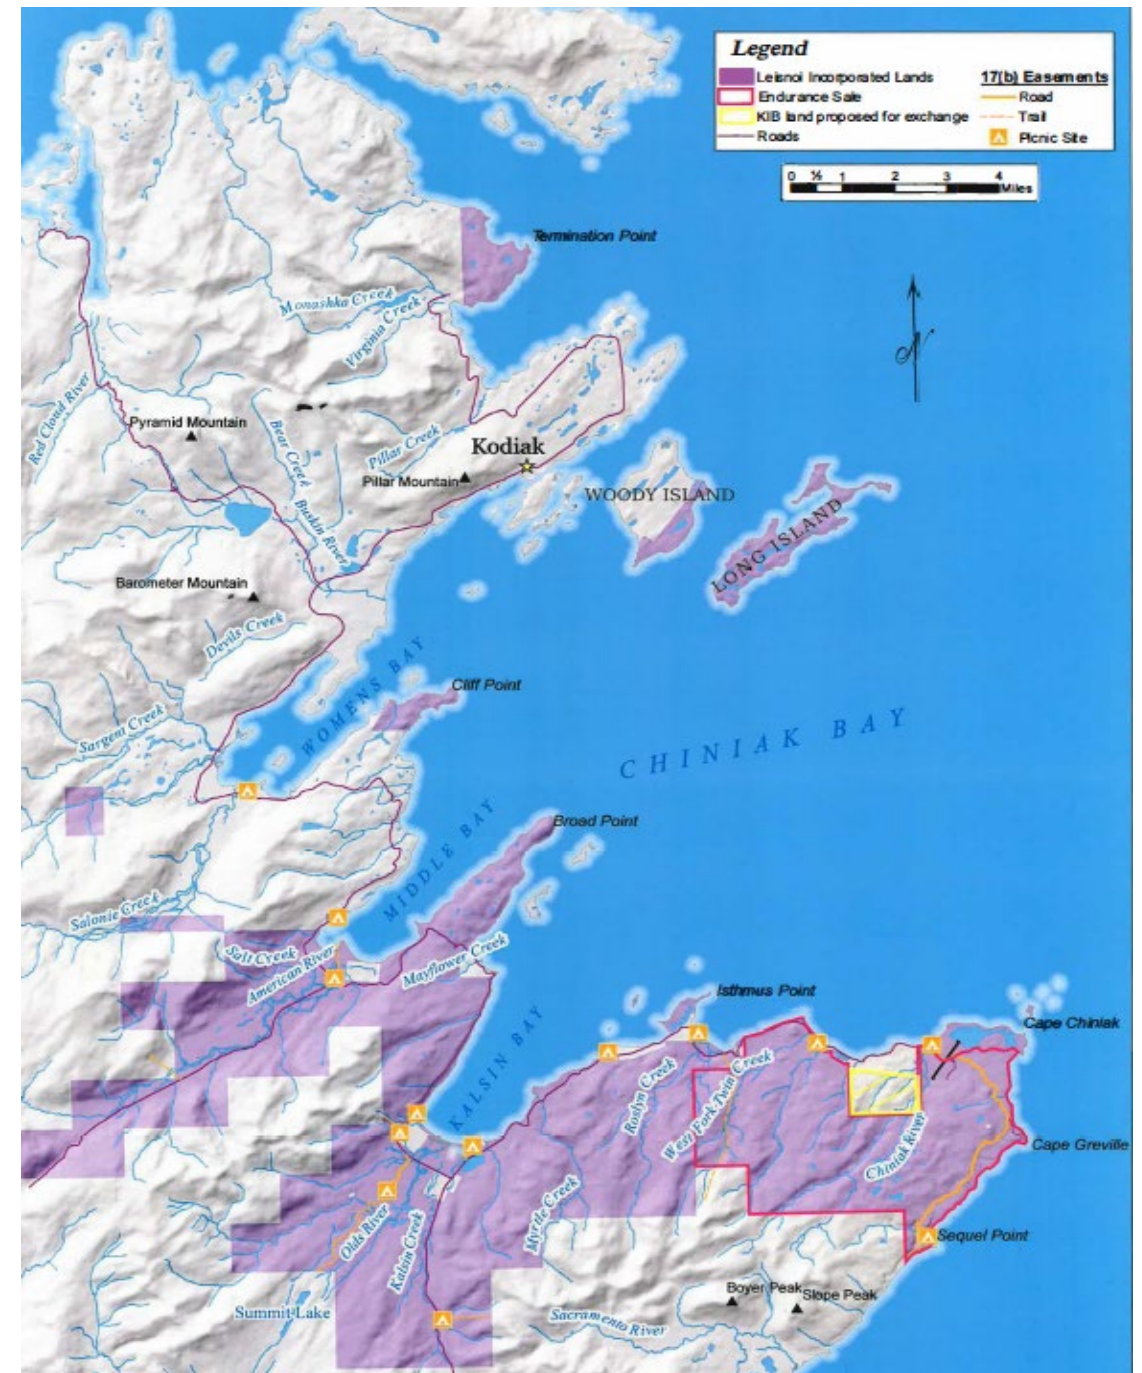 Legend
Leisnoi Incorporated Lands
Endurance Sale
KIB land proposed for exchange
Roads
17(b) Easements
Road
Trail
Picnic Site
0 ½ 1 2 3 4
Miles
N
Termination Point
Monashka Creek
Virginia Creek
Red Cloud River
Pyramid Mountain
Bear Creek
Pillar Creek
Kodiak
Pillar Mountain
WOODY ISLAND
LONG ISLAND
Buskin River
Barometer Mountain
Devils Creek
WOMENS BAY
Cliff Point
Sargent Creek
CHINIAK BAY
MIDDLE BAY
Broad Point
Salonie Creek
Salt Creek
American River
Mayflower Creek
Isthmus Point
Cape Chiniak
KALSIN BAY
Roslyn Creek
West Fork Twin Creek
Chiniak River
Cape Greville
Olds River
Kalsin Creek
Myrtle Creek
Sequel Point
Summit Lake
Boyer Peak
Slope Peak
Sacramento River